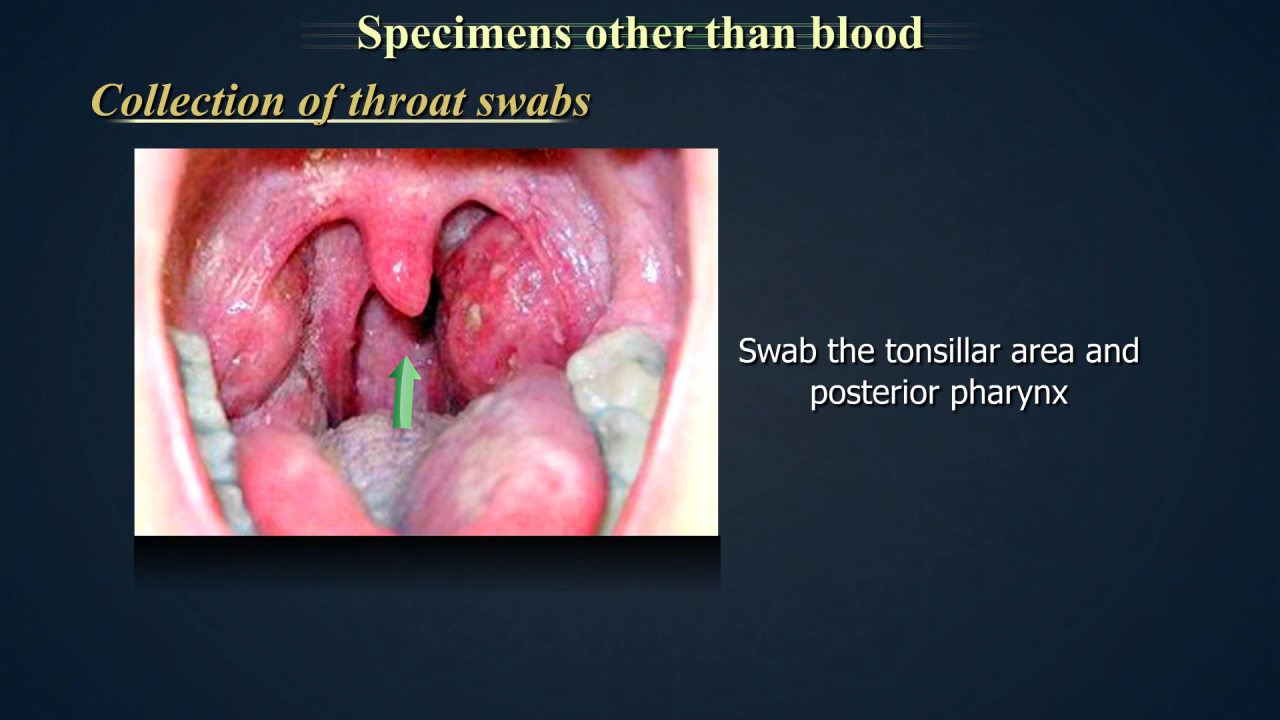 Specimens other than blood
Collection of throat swabs
Swab the tonsillar area and
posterior pharynx